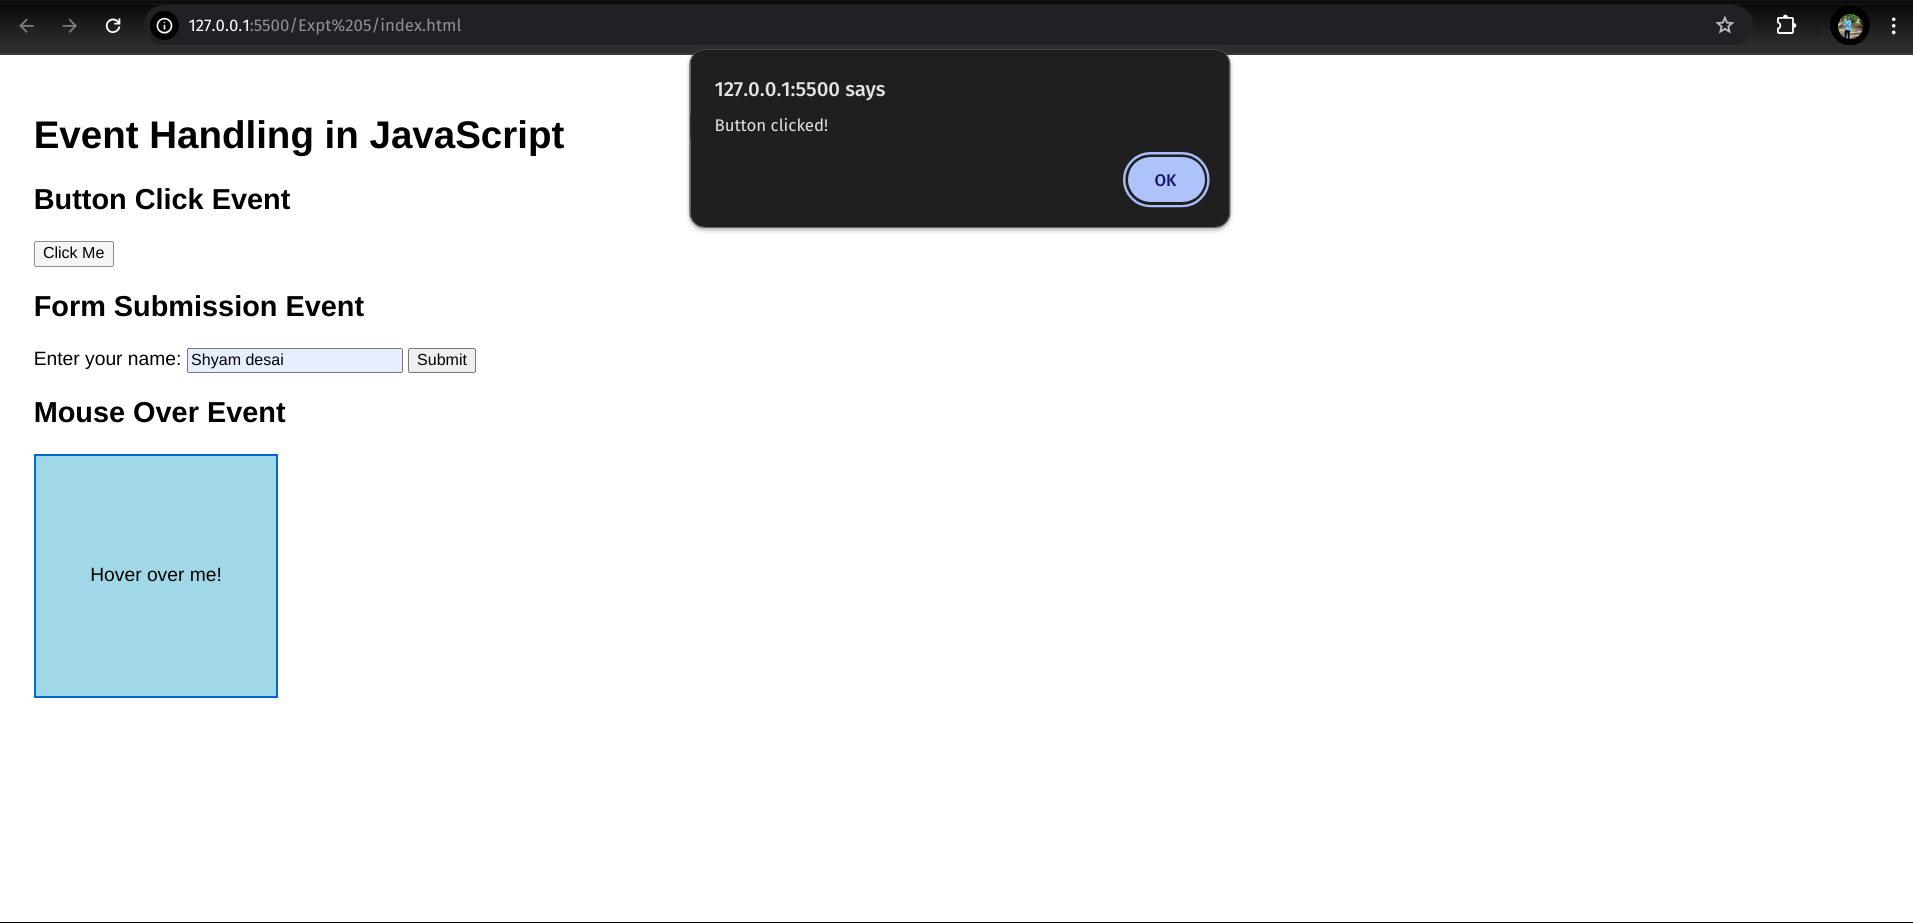 127.0.0.1:5500/Expt%205/index.html
127.0.0.1:5500 says
Button clicked!
OK
Event Handling in JavaScript
Button Click Event
Click Me
Form Submission Event
Enter your name: Shyam desai Submit
Mouse Over Event
Hover over me!